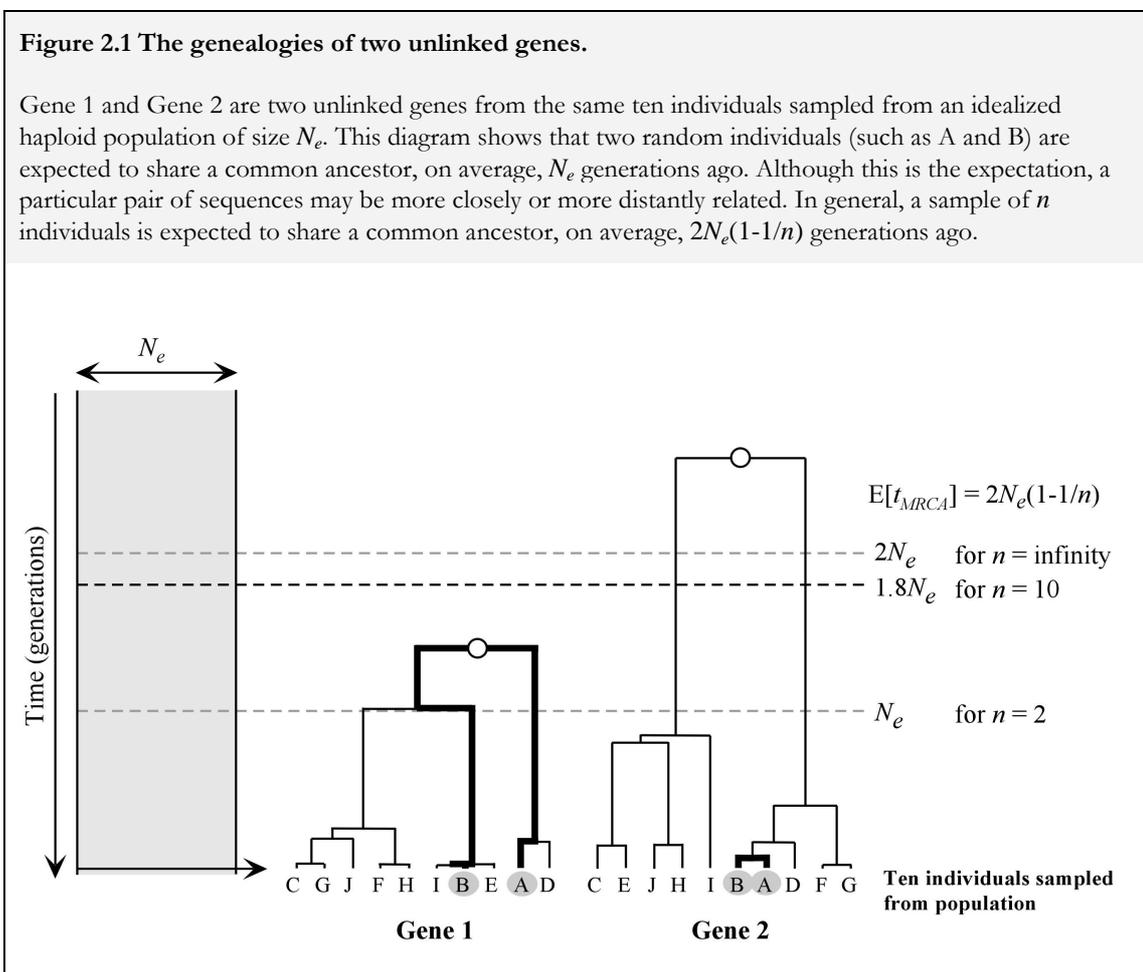 Figure 2.1 The genealogies of two unlinked genes.
Gene 1 and Gene 2 are two unlinked genes from the same ten individuals sampled from an idealized
haploid population of size Ne. This diagram shows that two random individuals (such as A and B) are
expected to share a common ancestor, on average, Ne generations ago. Although this is the expectation, a
particular pair of sequences may be more closely or more distantly related. In general, a sample of n
individuals is expected to share a common ancestor, on average, 2Ne(1-1/n) generations ago.
Ne
Time (generations)
E[tMRCA] = 2Ne(1-1/n)
2Ne for n = infinity
1.8Ne for n = 10
Ne for n = 2
C G J F H I B E A D
C E J H I B A D F G
Ten individuals sampled
from population
Gene 1
Gene 2